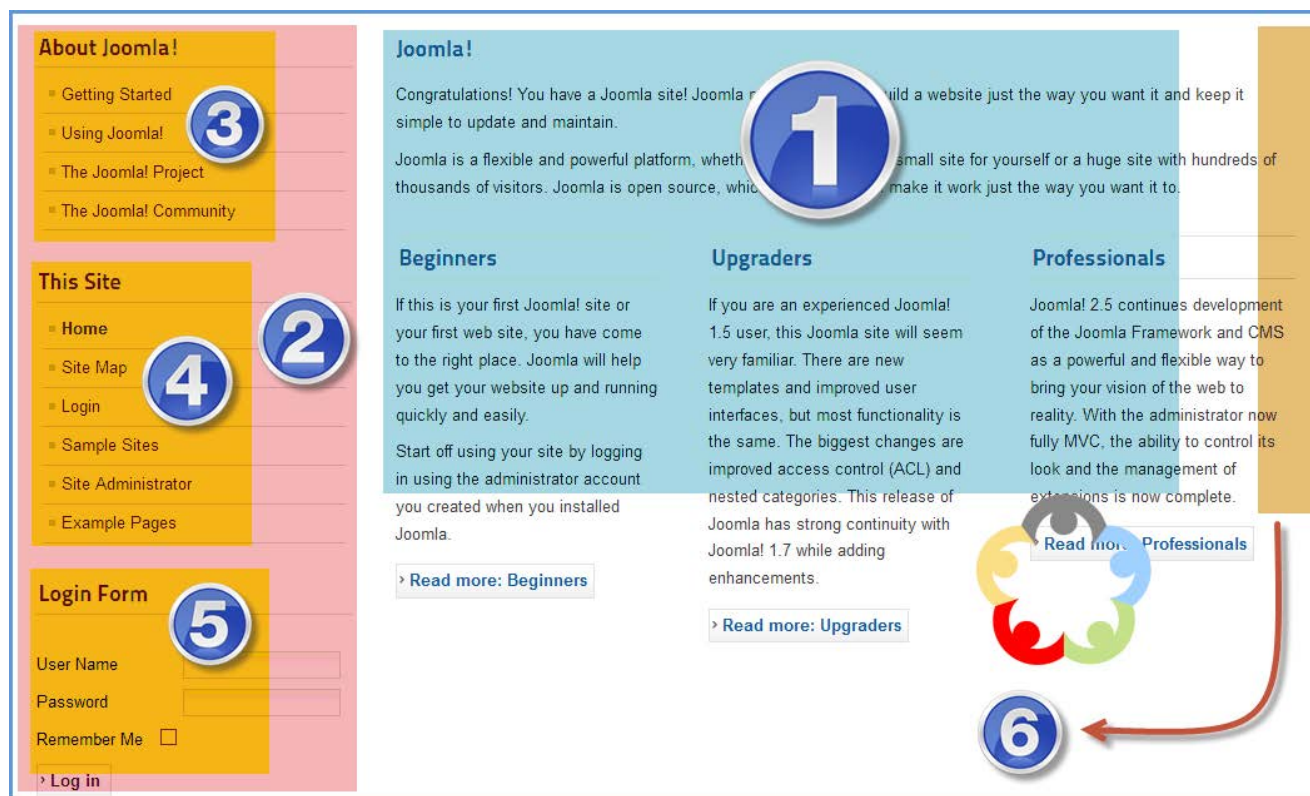 About Joomla!
Getting Started
Using Joomla!
The Joomla! Project
The Joomla! Community
3
This Site
Home
Site Map
Login
Sample Sites
Site Administrator
Example Pages
4
2
Login Form
User Name
Password
Remember Me
Log in
5
Joomla!
Congratulations! You have a Joomla site! Joomla build a website just the way you want it and keep it
simple to update and maintain.
Joomla is a flexible and powerful platform, small site for yourself or a huge site with hundreds of
thousands of visitors. Joomla is open source, make it work just the way you want it to.
1
Beginners
If this is your first Joomla! site or
your first web site, you have come
to the right place. Joomla will help
you get your website up and running
quickly and easily.
Start off using your site by logging
in using the administrator account
you created when you installed
Joomla.
Read more: Beginners
Upgraders
If you are an experienced Joomla!
1.5 user, this Joomla site will seem
very familiar. There are new
templates and improved user
interfaces, but most functionality is
the same. The biggest changes are
improved access control (ACL) and
nested categories. This release of
Joomla has strong continuity with
Joomla! 1.7 while adding
enhancements.
Read more: Upgraders
Professionals
Joomla! 2.5 continues development
of the Joomla Framework and CMS
as a powerful and flexible way to
bring your vision of the web to
reality. With the administrator now
fully MVC, the ability to control its
look and the management of
extensions is now complete.
Read more: Professionals
6